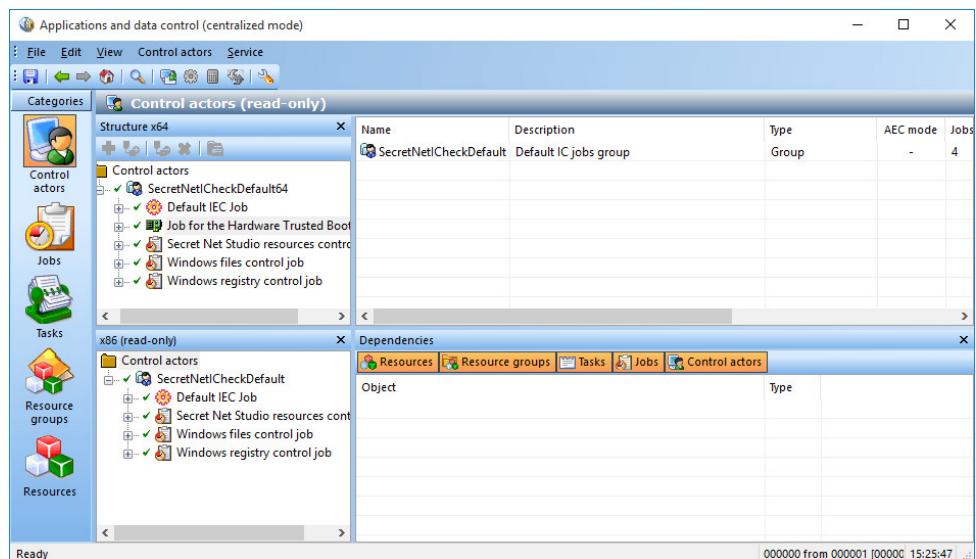 Applications and data control (centralized mode)
File Edit View Control actors Service
Categories
Control actors (read-only)
Control
actors
Jobs
Tasks
Resource
groups
Resources
Structure x64
Control actors
SecretNetICheckDefault64
Default IEC Job
Job for the Hardware Trusted Boot
Secret Net Studio resources contro
Windows files control job
Windows registry control job
Name Description Type AEC mode Jobs
SecretNetICheckDefault Default IC jobs group Group - 4
x86 (read-only)
Control actors
SecretNetICheckDefault
Default IEC Job
Secret Net Studio resources cont
Windows files control job
Windows registry control job
Dependencies
Resources Resource groups Tasks Jobs Control actors
Object Type
Ready 000000 from 000001 [00000 15:25:47